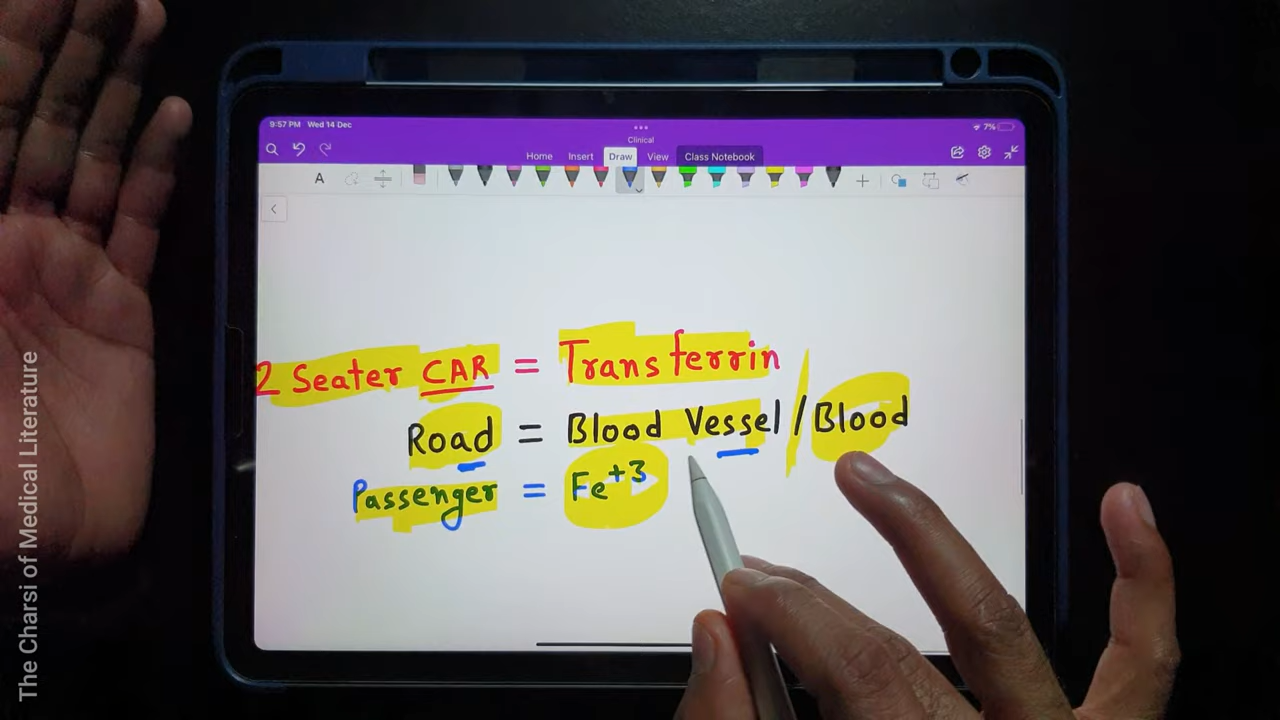 9:57 PM Wed 14 Dec
7%
Clinical
Home Insert Draw View Class Notebook
A
2 Seater CAR = Transferrin
Road = Blood Vessel / Blood
Passenger = Fe+3
The Charsi of Medical Literature